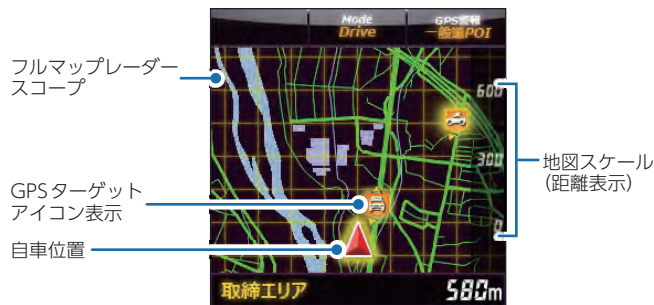 Mode
Drive
GPS警報
一般道POI
フルマップレーダー
スコープ
600
300
0
地図スケール
（距離表示）
GPSターゲット
アイコン表示
自車位置
取締エリア
580m